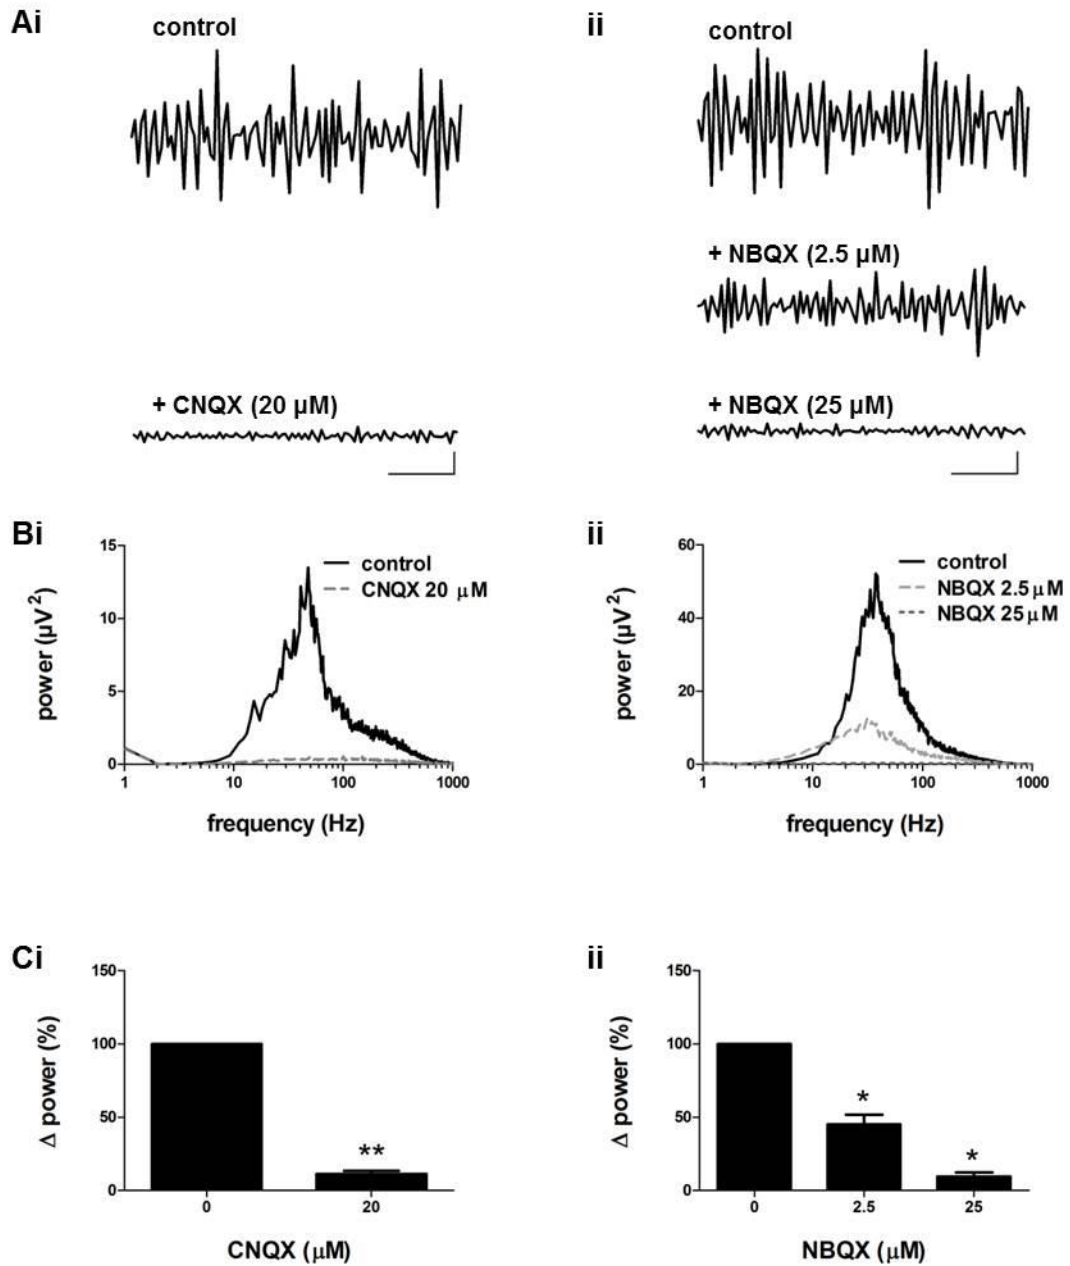 Ai
control
+ CNQX (20 µM)
ii
control
+ NBQX (2.5 µM)
+ NBQX (25 µM)
Bi
power (µV²)
15
10
5
0
control
CNQX 20 µM
1
10
100
1000
frequency (Hz)
ii
power (µV²)
60
40
20
0
control
NBQX 2.5 µM
NBQX 25 µM
1
10
100
1000
frequency (Hz)
Ci
Δ power (%)
150
100
50
0
**
0
20
CNQX (µM)
ii
Δ power (%)
150
100
50
0
*
*
0
2.5
25
NBQX (µM)